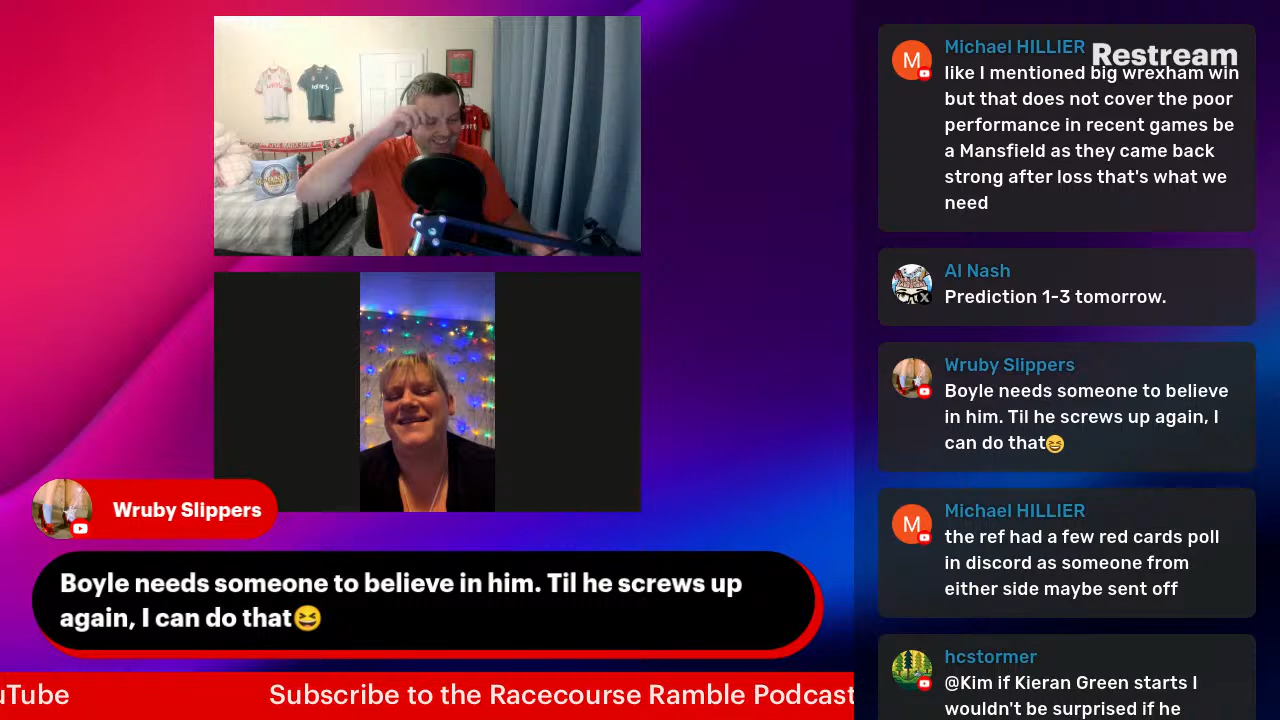 Michael HILLIER
Restream
like I mentioned big wrexham win
but that does not cover the poor
performance in recent games be
a Mansfield as they came back
strong after loss that's what we
need
Al Nash
Prediction 1-3 tomorrow.
Wruby Slippers
Boyle needs someone to believe
in him. Til he screws up again, I
can do that😆
Michael HILLIER
the ref had a few red cards poll
in discord as someone from
either side maybe sent off
hcstormer
@Kim if Kieran Green starts I
wouldn't be surprised if he
Wruby Slippers
Boyle needs someone to believe in him. Til he screws up
again, I can do that😆
uTube
Subscribe to the Racecourse Ramble Podcast
M
M